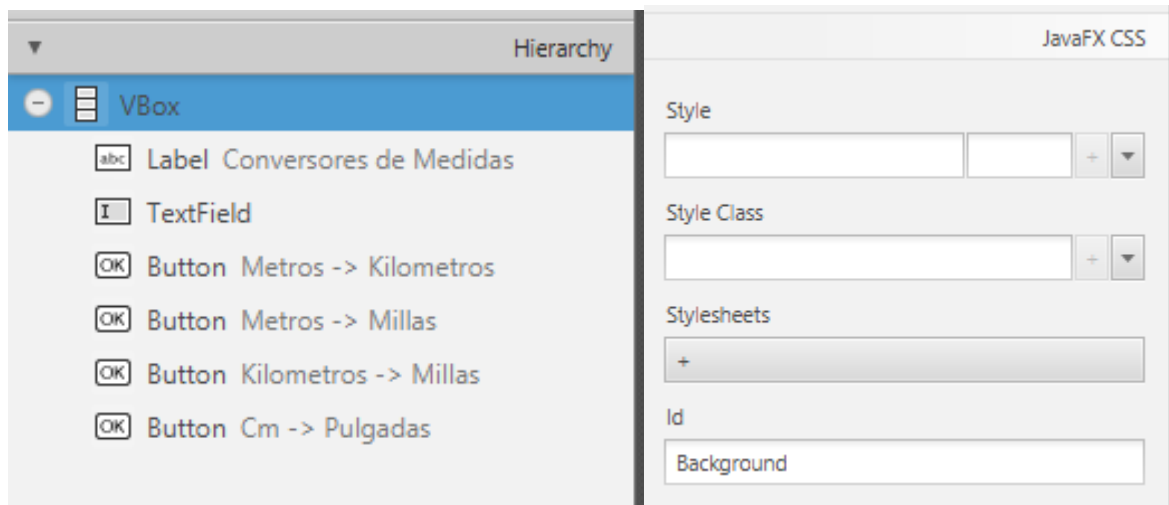 Hierarchy
VBox
abc Label Conversores de Medidas
I TextField
OK Button Metros -> Kilometros
OK Button Metros -> Millas
OK Button Kilometros -> Millas
OK Button Cm -> Pulgadas
JavaFX CSS
Style
+
Style Class
+
Stylesheets
+
Id
Background